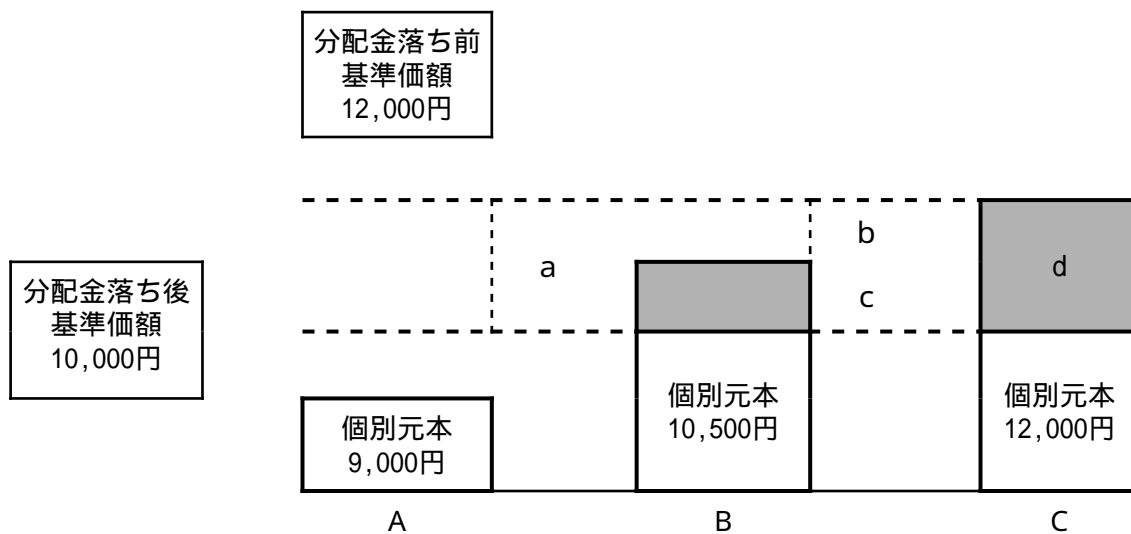 分配金落ち前
基準価額
12,000円
b
a
d
c
分配金落ち後
基準価額
10,000円
個別元本
9,000円
個別元本
10,500円
個別元本
12,000円
A
B
C